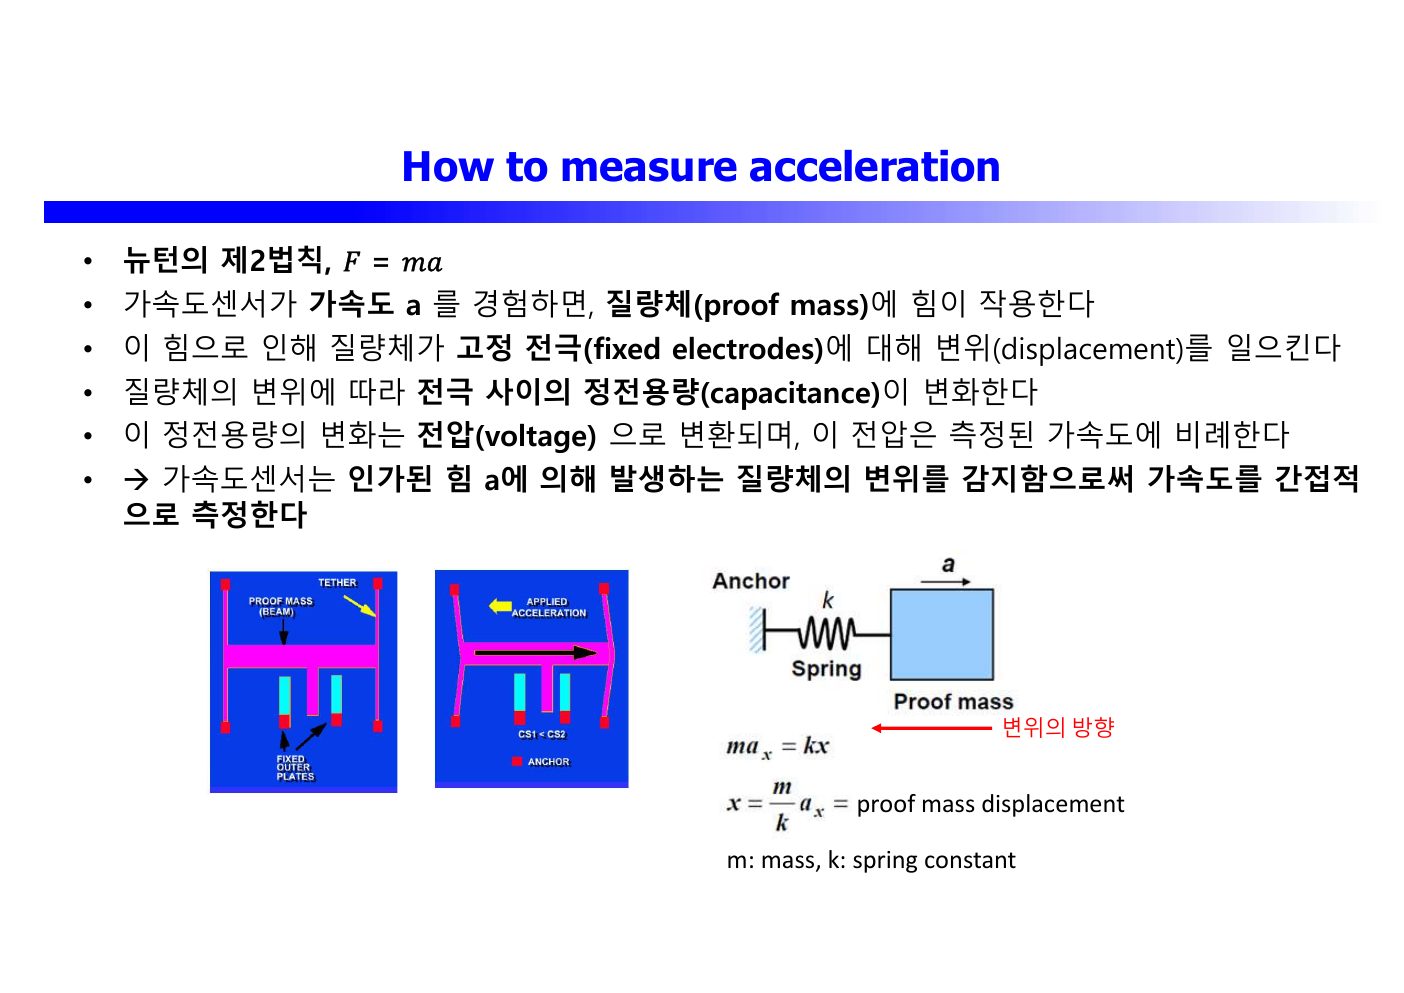 How to measure acceleration
• 뉴턴의 제2법칙, F = ma
• 가속도센서가 가속도 a 를 경험하면, 질량체(proof mass)에 힘이 작용한다
• 이 힘으로 인해 질량체가 고정 전극(fixed electrodes)에 대해 변위(displacement)를 일으킨다
• 질량체의 변위에 따라 전극 사이의 정전용량(capacitance)이 변화한다
• 이 정전용량의 변화는 전압(voltage) 으로 변환되며, 이 전압은 측정된 가속도에 비례한다
• → 가속도센서는 인가된 힘 a에 의해 발생하는 질량체의 변위를 감지함으로써 가속도를 간접적
으로 측정한다
TETHER
PROOF MASS
(BEAM)
FIXED
OUTER
PLATES
APPLIED
ACCELERATION
CS1 < CS2
ANCHOR
a
Anchor
k
Spring
Proof mass
변위의 방향
ma_x = kx
x = m/k a_x = proof mass displacement
m: mass, k: spring constant